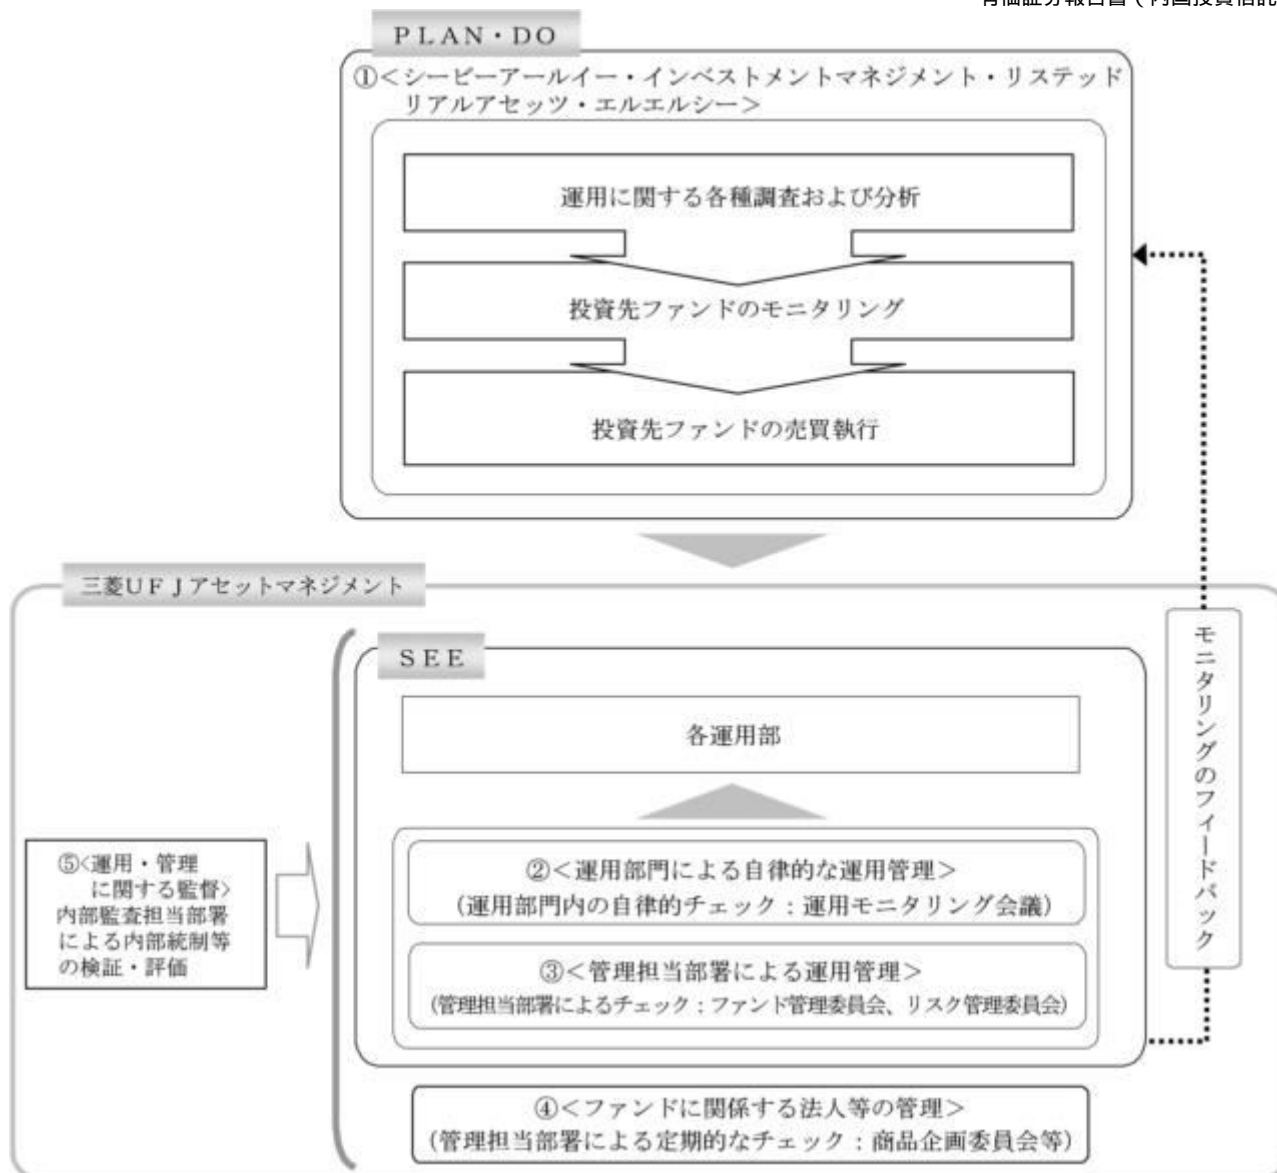 PLAN・DO
①<シービーアールイー・インベストメントマネジメント・リステッド
リアルアセッツ・エルエルシー>
運用に関する各種調査および分析
投資先ファンドのモニタリング
投資先ファンドの売買執行
三菱UFJアセットマネジメント
SEE
各運用部
②<運用部門による自律的な運用管理>
(運用部門内の自律的チェック:運用モニタリング会議)
③<管理担当部署による運用管理>
(管理担当部署によるチェック:ファンド管理委員会、リスク管理委員会)
④<ファンドに関係する法人等の管理>
(管理担当部署による定期的なチェック:商品企画委員会等)
⑤<運用・管理
に関する監督>
内部監査担当部署
による内部統制等
の検証・評価
モニタリングのフィードバック